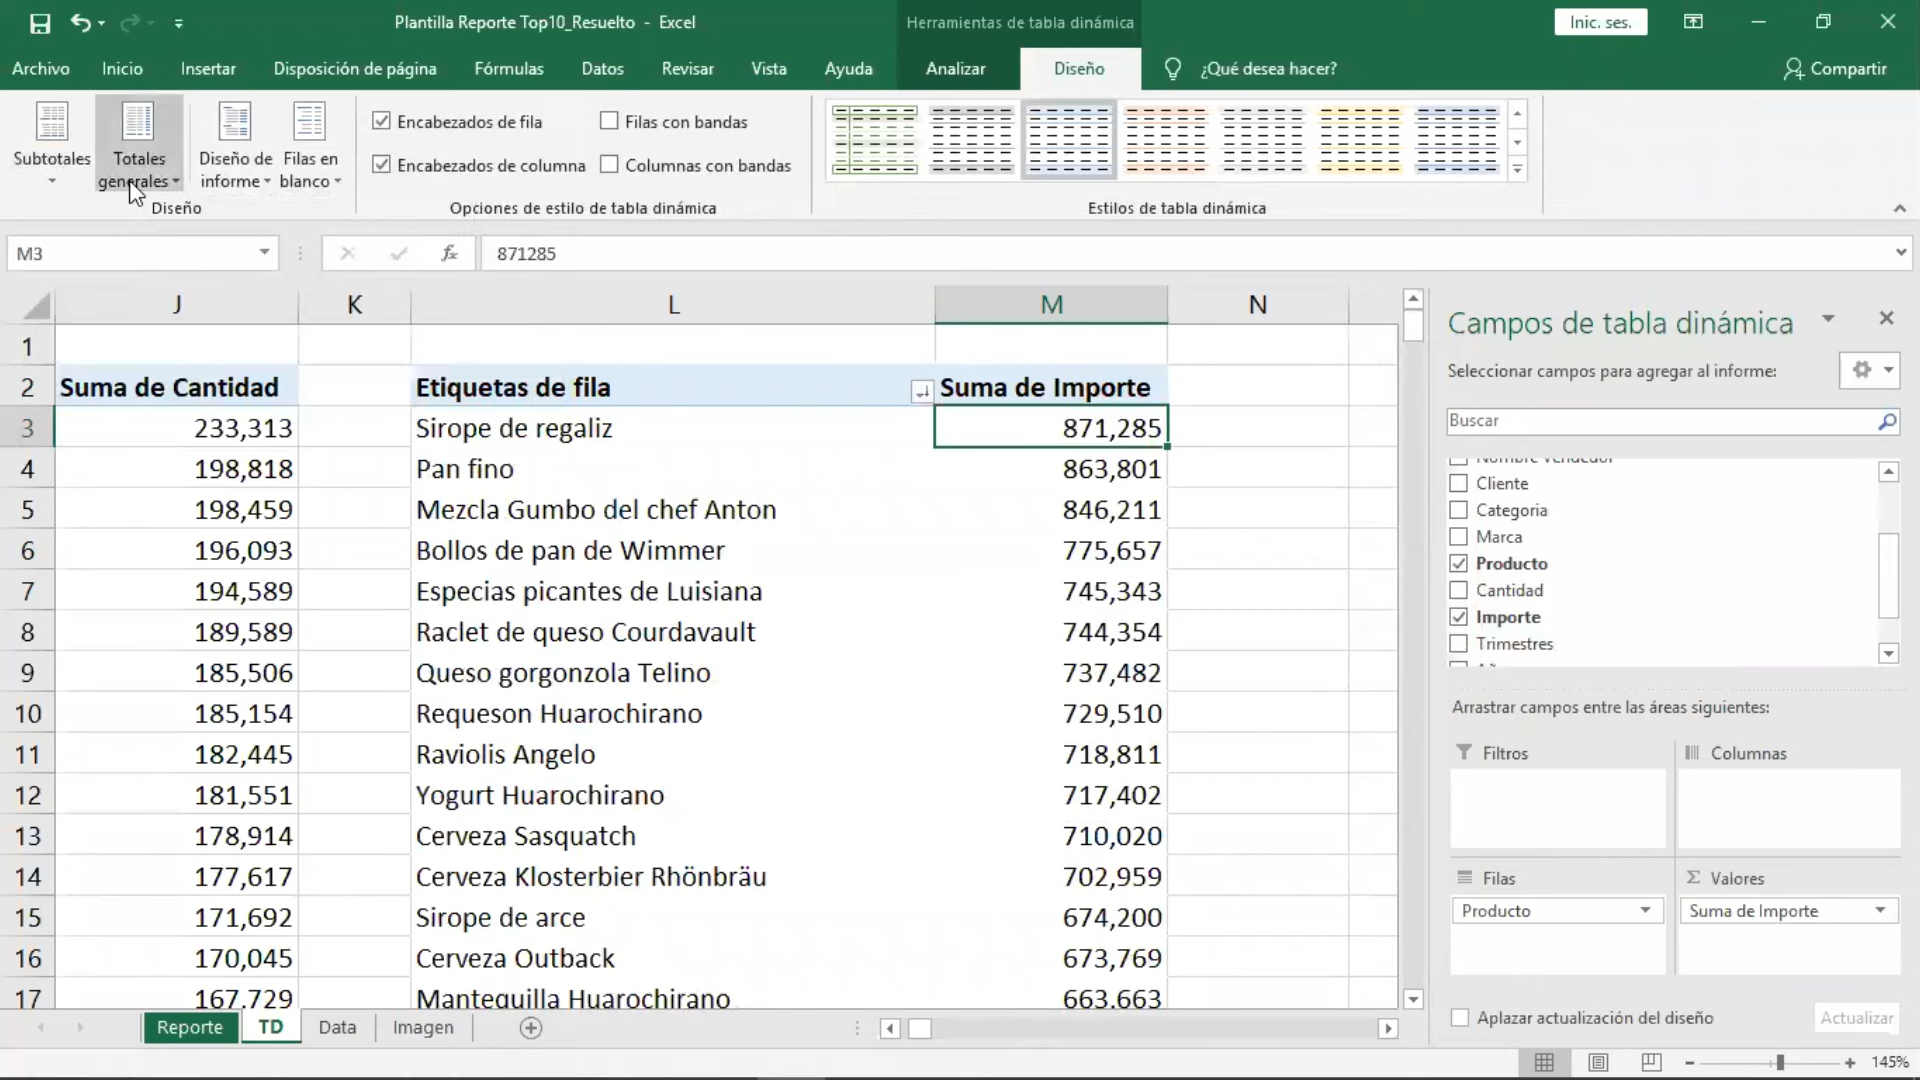 Plantilla Reporte Top10_Resuelto - Excel
Herramientas de tabla dinámica
Inic. ses.
Archivo Inicio Insertar Disposición de página Fórmulas Datos Revisar Vista Ayuda Analizar Diseño ¿Qué desea hacer? Compartir
Subtotales
Totales generales
Diseño de informe
Filas en blanco
Diseño
Encabezados de fila
Filas con bandas
Encabezados de columna
Columnas con bandas
Opciones de estilo de tabla dinámica
Estilos de tabla dinámica
M3
fx
871285
J K L M N
1
2 Suma de Cantidad Etiquetas de fila Suma de Importe
3 233,313 Sirope de regaliz 871,285
4 198,818 Pan fino 863,801
5 198,459 Mezcla Gumbo del chef Anton 846,211
6 196,093 Bollos de pan de Wimmer 775,657
7 194,589 Especias picantes de Luisiana 745,343
8 189,589 Raclet de queso Courdavault 744,354
9 185,506 Queso gorgonzola Telino 737,482
10 185,154 Requeson Huarochirano 729,510
11 182,445 Raviolis Angelo 718,811
12 181,551 Yogurt Huarochirano 717,402
13 178,914 Cerveza Sasquatch 710,020
14 177,617 Cerveza Klosterbier Rhönbräu 702,959
15 171,692 Sirope de arce 674,200
16 170,045 Cerveza Outback 673,769
17 167,729 Mantequilla Huarochirano 663,663
Campos de tabla dinámica
Seleccionar campos para agregar al informe:
Buscar
Nombre vendedor
Cliente
Categoria
Marca
Producto
Cantidad
Importe
Trimestres
Arrastrar campos entre las áreas siguientes:
Filtros
Columnas
Filas
Σ Valores
Producto
Suma de Importe
Aplazar actualización del diseño
Actualizar
Reporte TD Data Imagen
145%